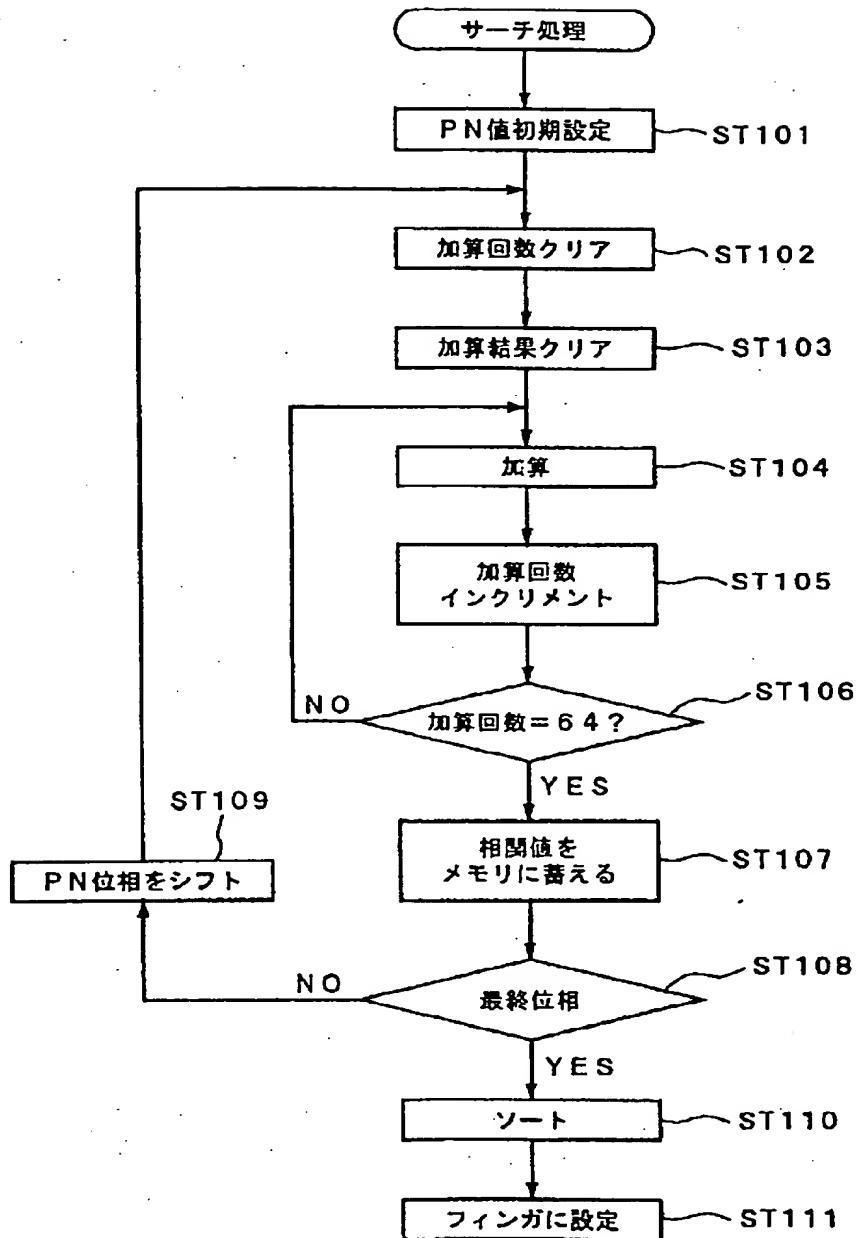 サーチ処理
PN値初期設定
ST101
加算回数クリア
ST102
加算結果クリア
ST103
加算
ST104
加算回数
インクリメント
ST105
加算回数=64?
ST106
NO
YES
相関値を
メモリに蓄える
ST107
ST109
PN位相をシフト
最終位相
ST108
NO
YES
ソート
ST110
フィンガに設定
ST111